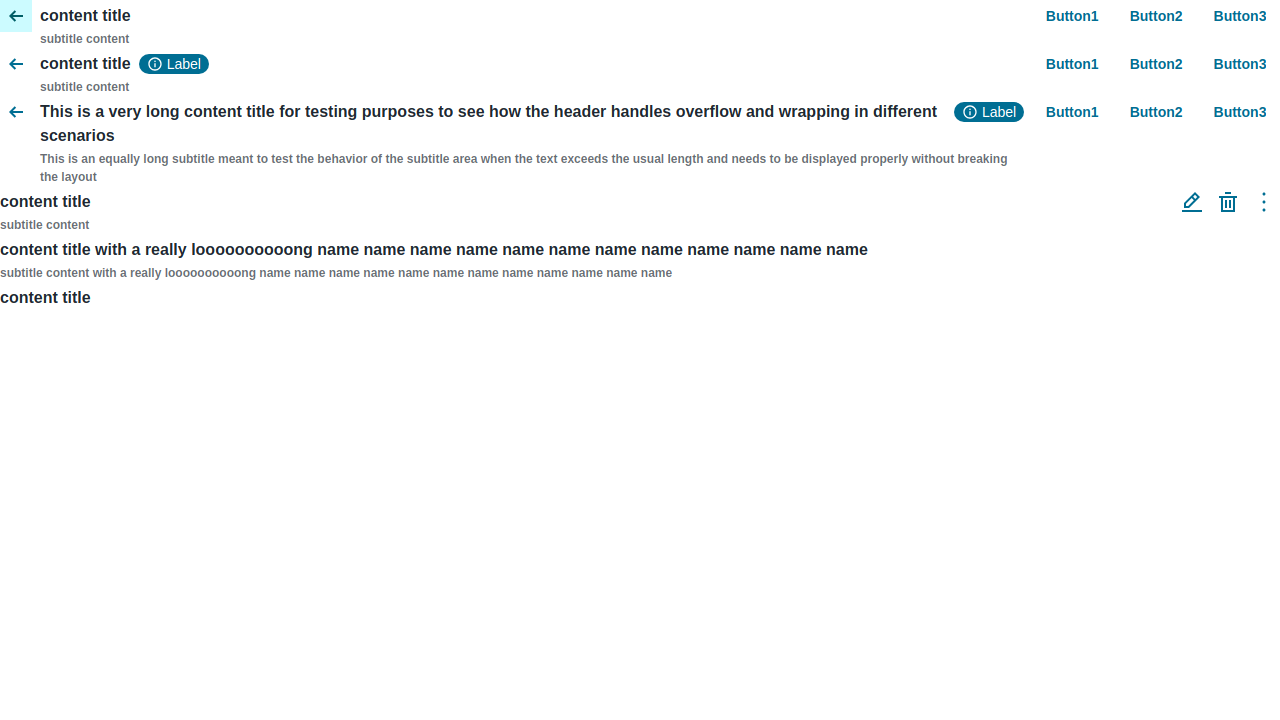 content title Button1 Button2 Button3
subtitle content
content title Label Button1 Button2 Button3
subtitle content
This is a very long content title for testing purposes to see how the header handles overflow and wrapping in different Label Button1 Button2 Button3
scenarios
This is an equally long subtitle meant to test the behavior of the subtitle area when the text exceeds the usual length and needs to be displayed properly without breaking
the layout
content title
subtitle content
content title with a really loooooooooong name name name name name name name name name name name name
subtitle content with a really loooooooooong name name name name name name name name name name name name
content title